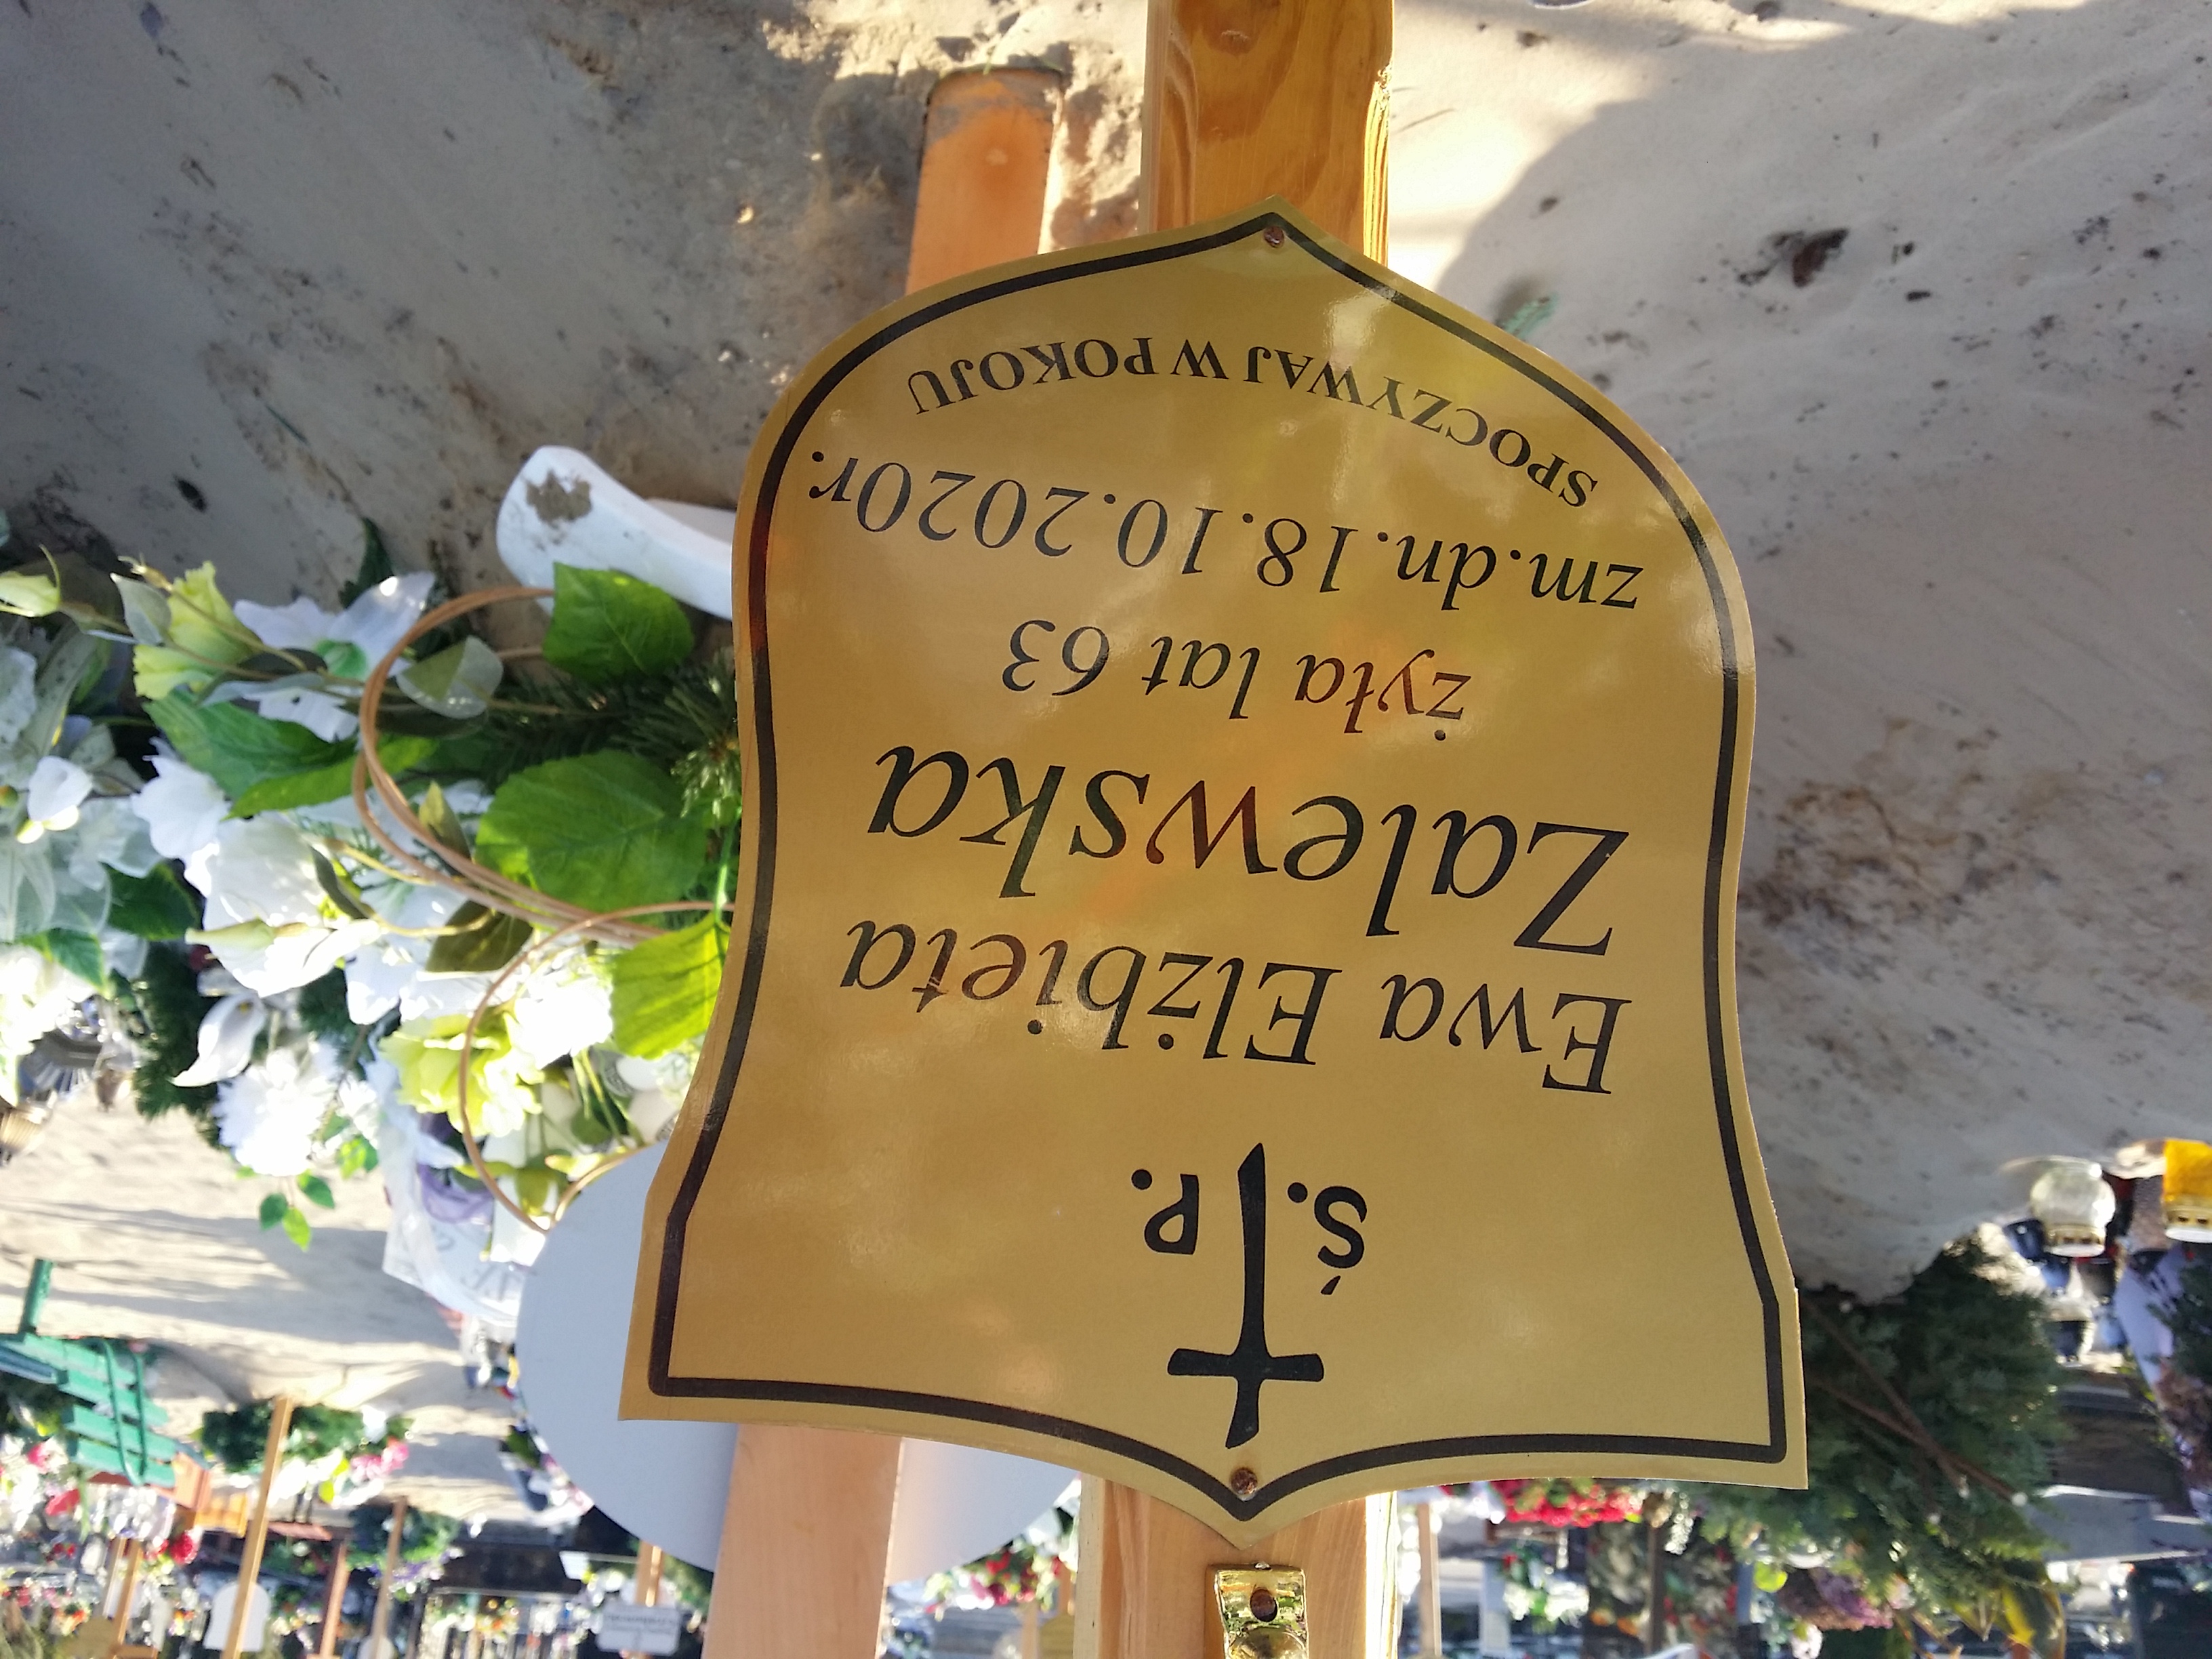 Ś. P.
Ewa Elżbieta
Zalewska
żyła lat 63
zm.dn.18.10.2020r.
SPOCZYWAJ W POKOJU